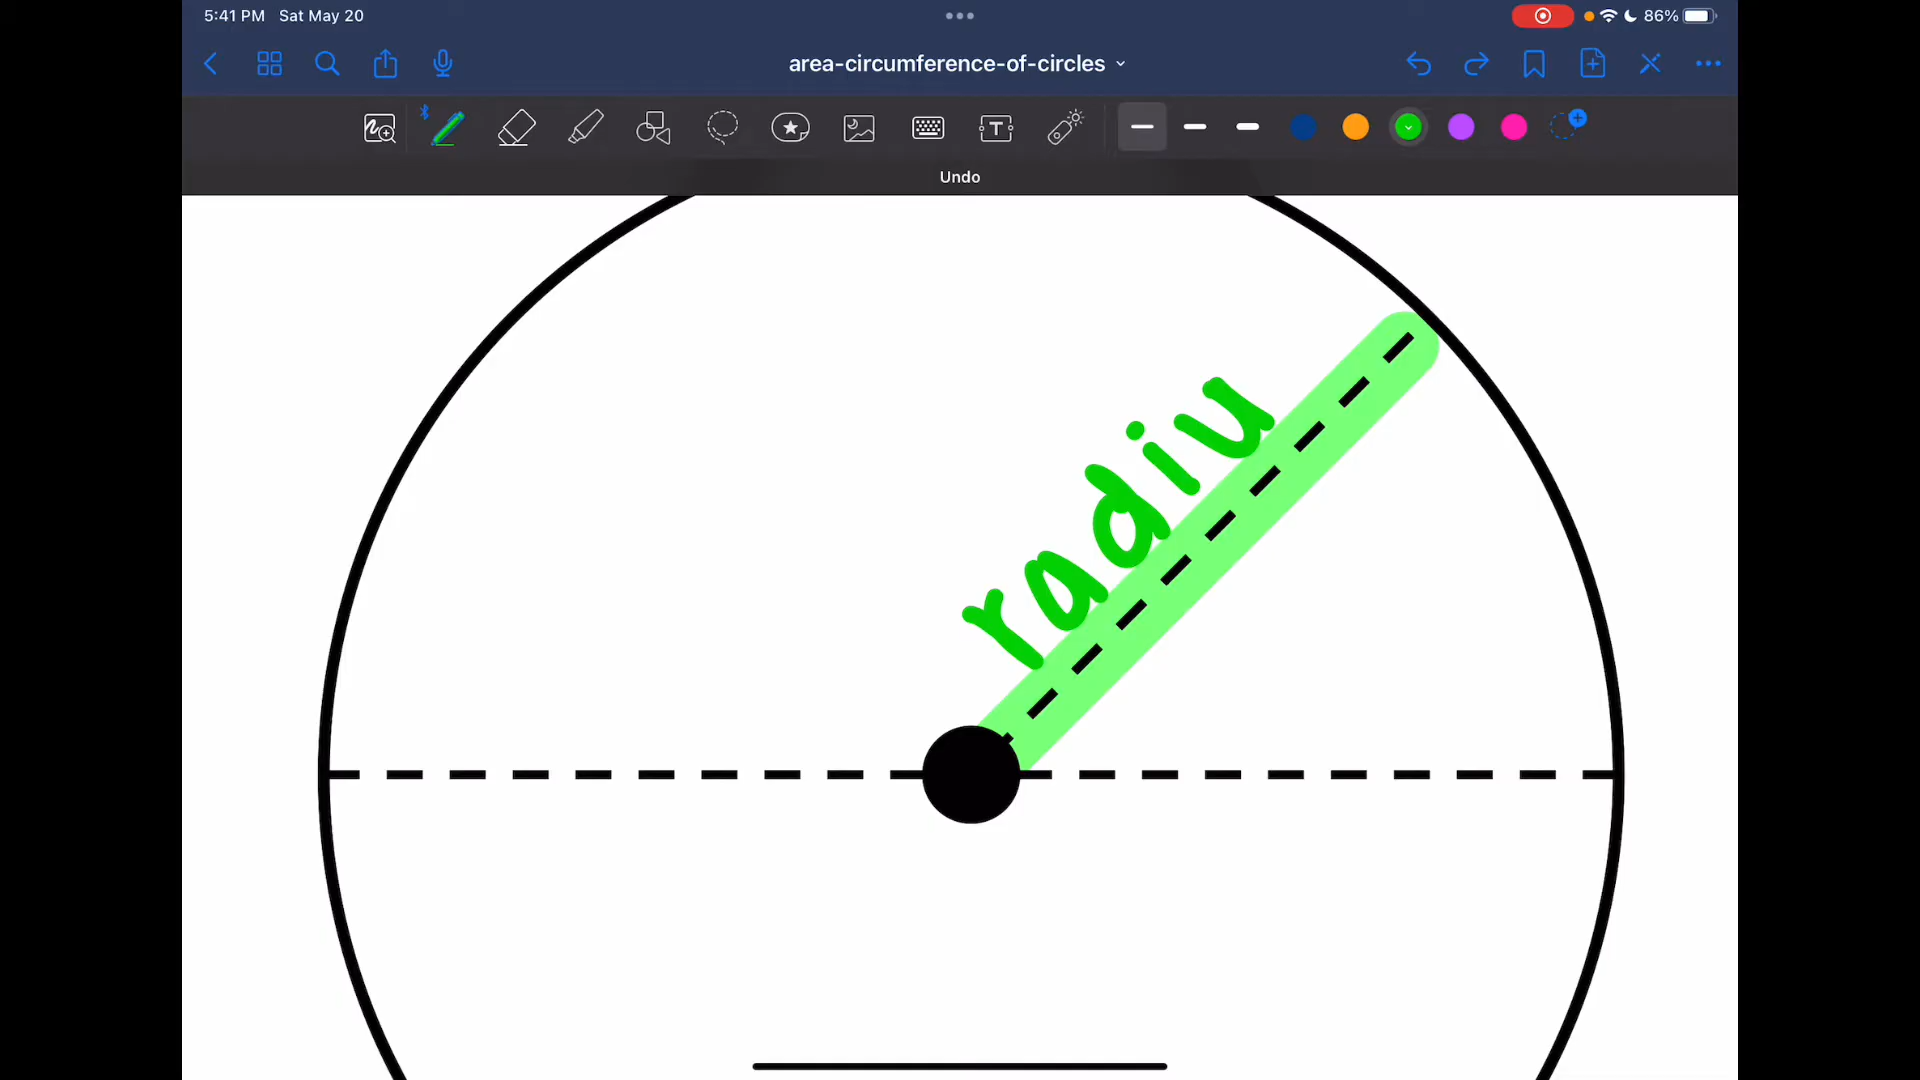 5:41 PM Sat May 20
86%
area-circumference-of-circles
T
Undo
radiu